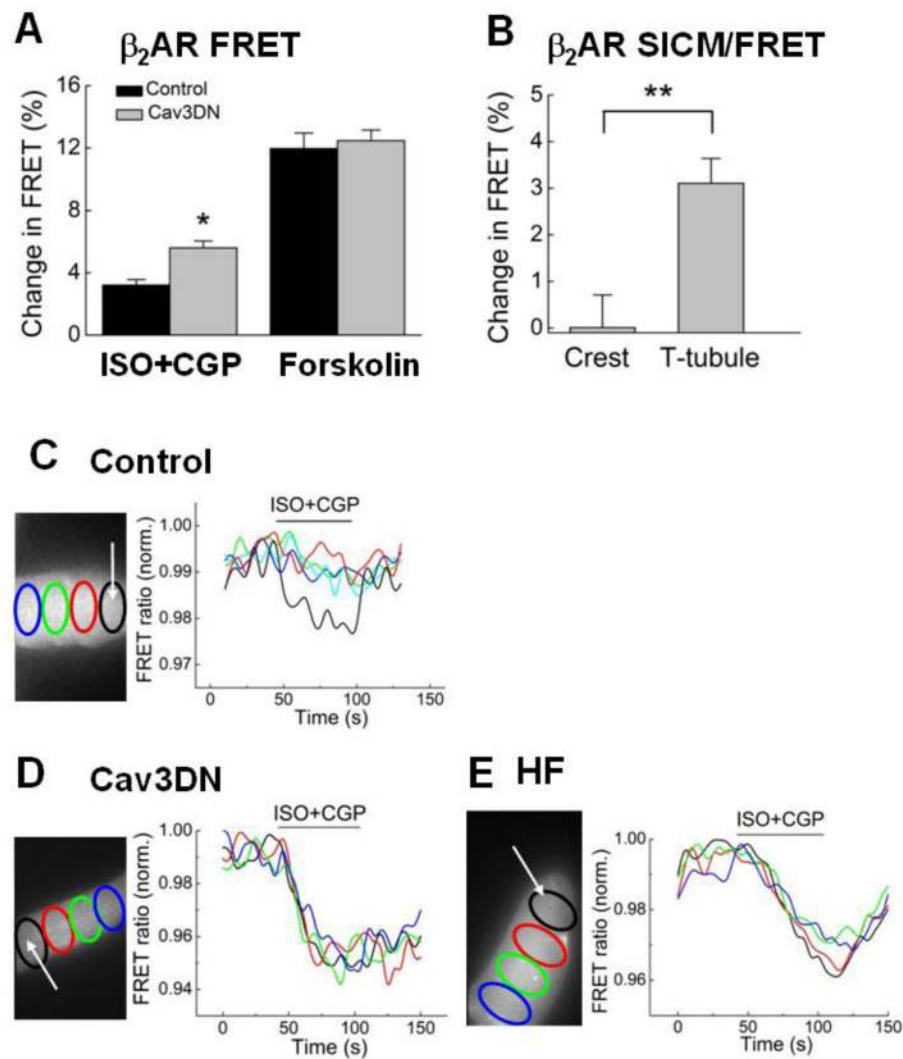 A β₂AR FRET
Change in FRET (%)
16
12
8
4
0
Control
Cav3DN
*
ISO+CGP Forskolin
B β₂AR SICM/FRET
Change in FRET (%)
5
4
3
2
1
0
**
Crest T-tubule
C Control
FRET ratio (norm.)
1.00
0.99
0.98
0.97
ISO+CGP
0 50 100 150
Time (s)
D Cav3DN
FRET ratio (norm.)
1.00
0.98
0.96
0.94
ISO+CGP
0 50 100 150
Time (s)
E HF
FRET ratio (norm.)
1.00
0.98
0.96
ISO+CGP
0 50 100 150
Time (s)